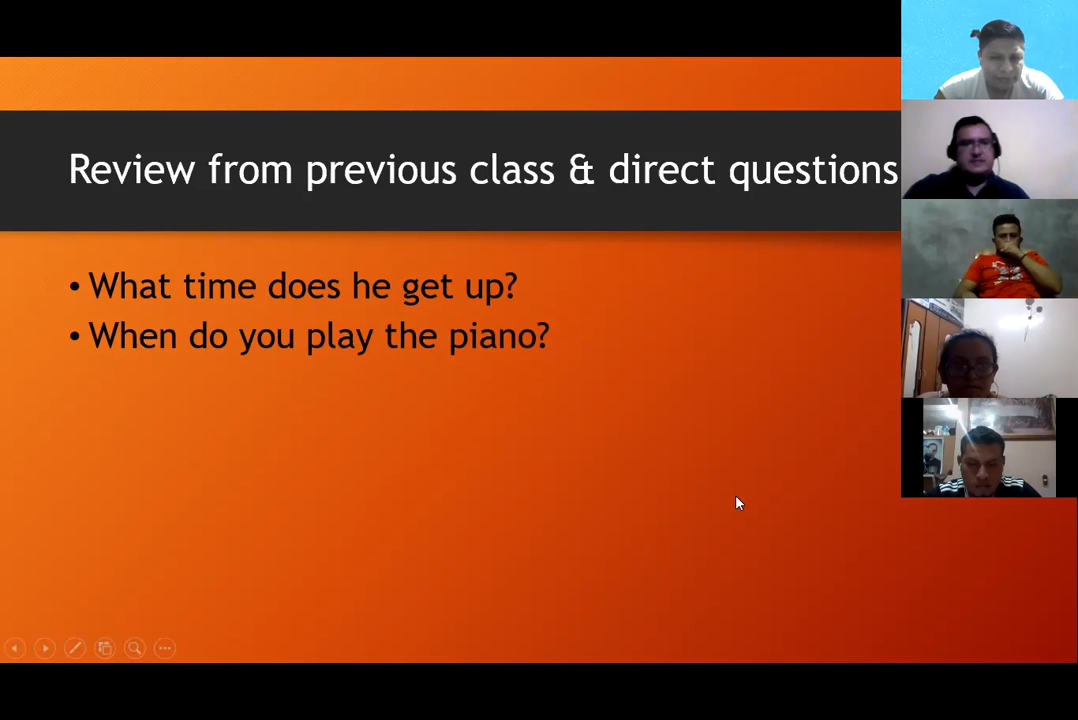 Review from previous class & direct questions
• What time does he get up?
• When do you play the piano?